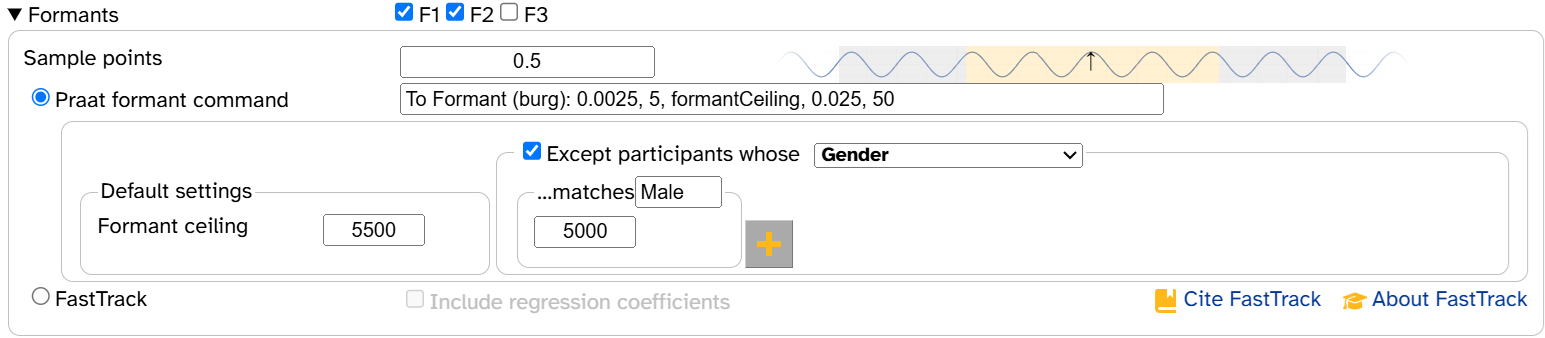 ▼ Formants F1 F2 F3
Sample points 0.5
Praat formant command To Formant (burg): 0.0025, 5, formantCeiling, 0.025, 50
Except participants whose Gender
Default settings ...matches Male
Formant ceiling 5500 5000
FastTrack Include regression coefficients Cite FastTrack About FastTrack